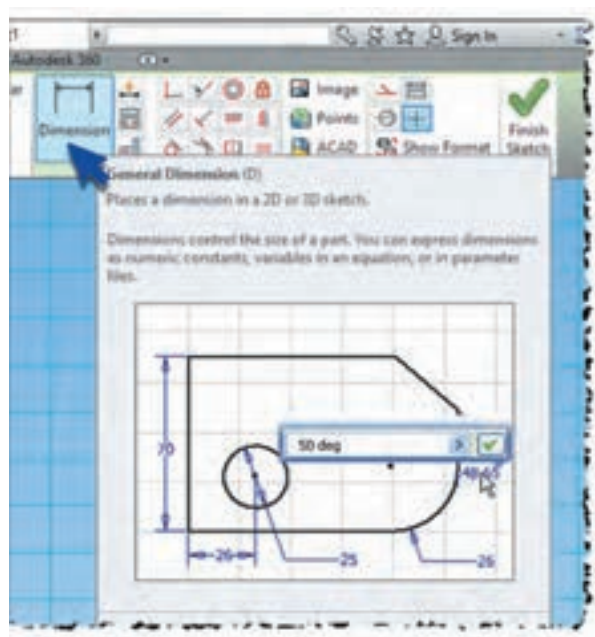 Sign In
Autodesk 360
Dimension
Image
Points
ACAD
Show Format
Finish
Sketch
General Dimension (D)
Places a dimension in a 2D or 3D sketch.
Dimensions control the size of a part. You can express dimensions
as numeric constants, variables in an equation, or in parameter
files.
70
50 deg
26
25
26